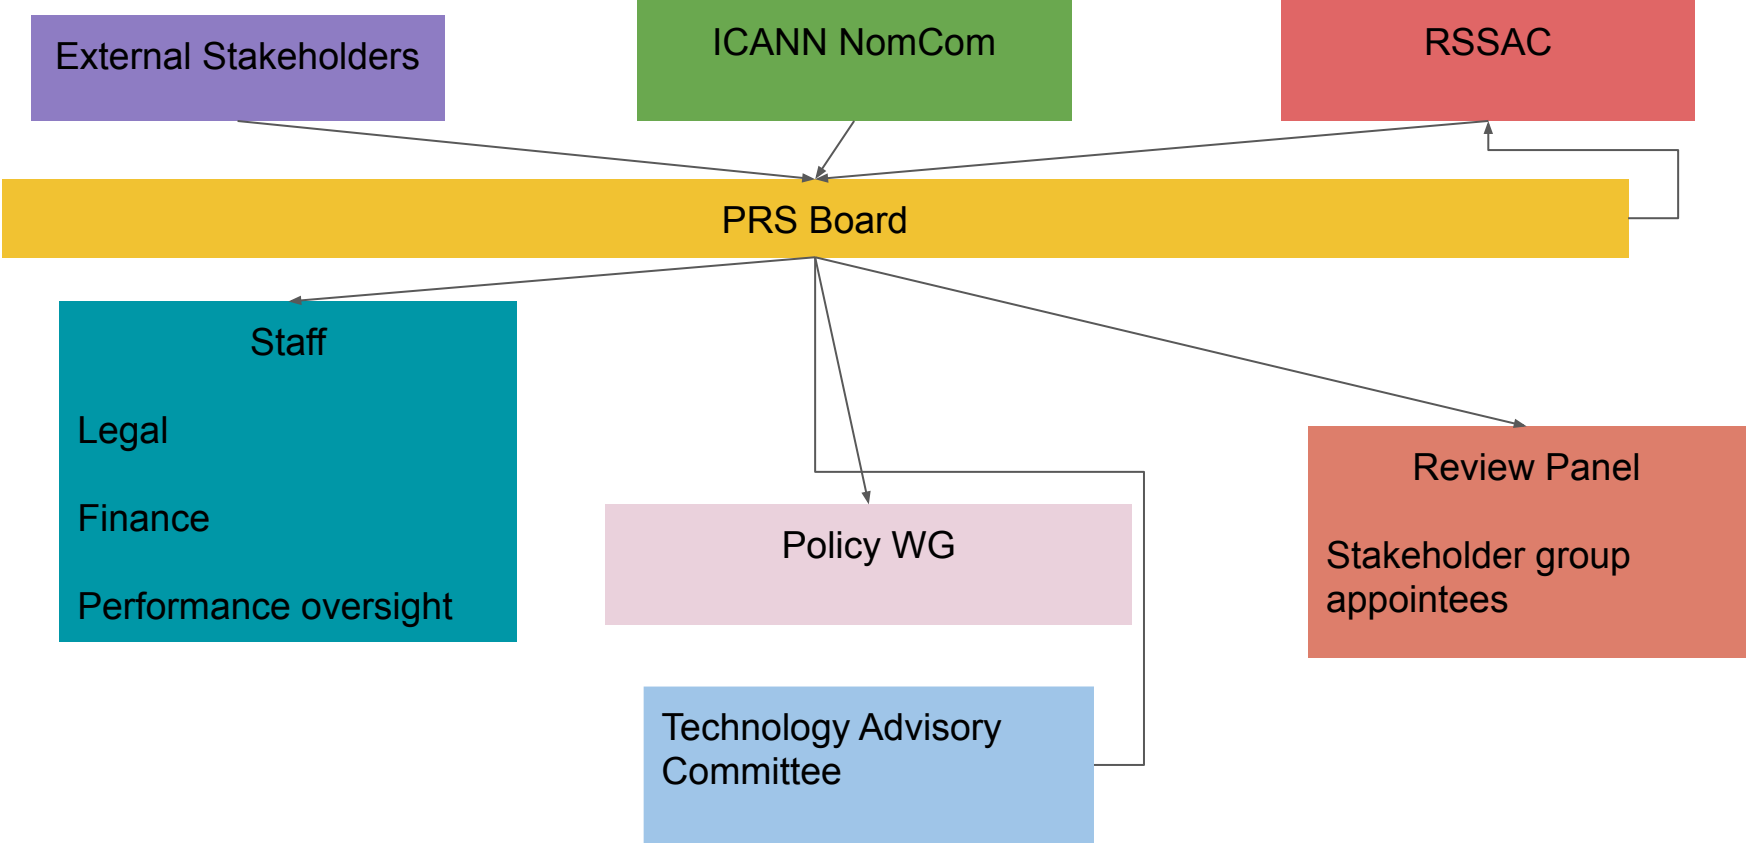 External Stakeholders
ICANN NomCom
RSSAC
PRS Board
Staff
Legal
Finance
Performance oversight
Policy WG
Review Panel
Stakeholder group
appointees
Technology Advisory
Committee